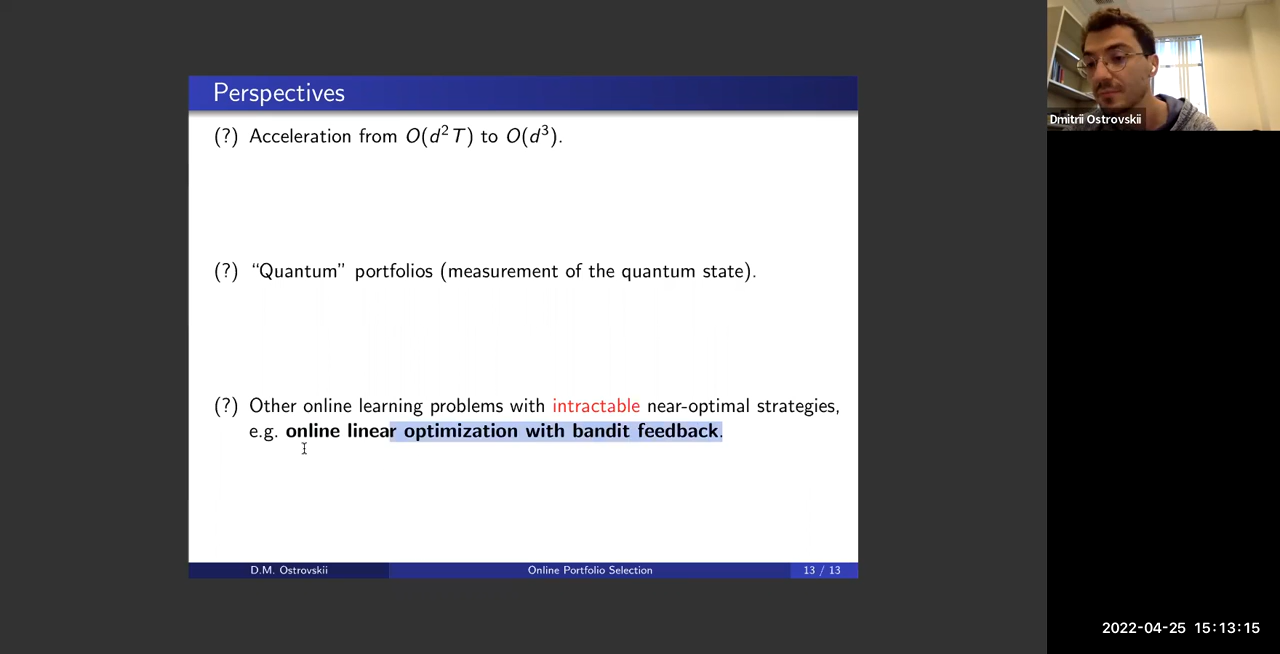 Perspectives
(?) Acceleration from O(d²T) to O(d³).
(?) “Quantum” portfolios (measurement of the quantum state).
(?) Other online learning problems with intractable near-optimal strategies,
e.g. online linear optimization with bandit feedback.
D.M. Ostrovskii
Online Portfolio Selection
13 / 13
Dmitrii Ostrovskii
2022-04-25 15:13:15